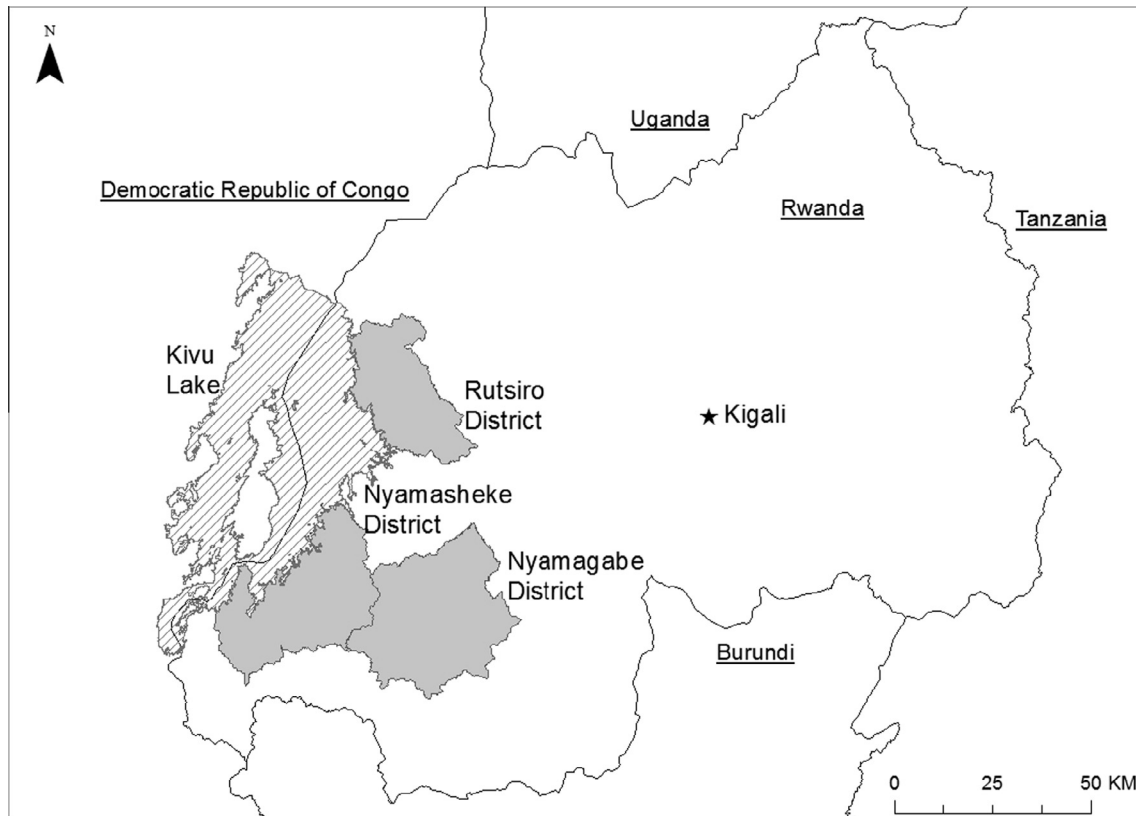 N
Uganda
Democratic Republic of Congo
Rwanda
Tanzania
Kivu
Lake
Rutsiro
District
Kigali
Nyamasheke
District
Nyamagabe
District
Burundi
0 25 50 KM